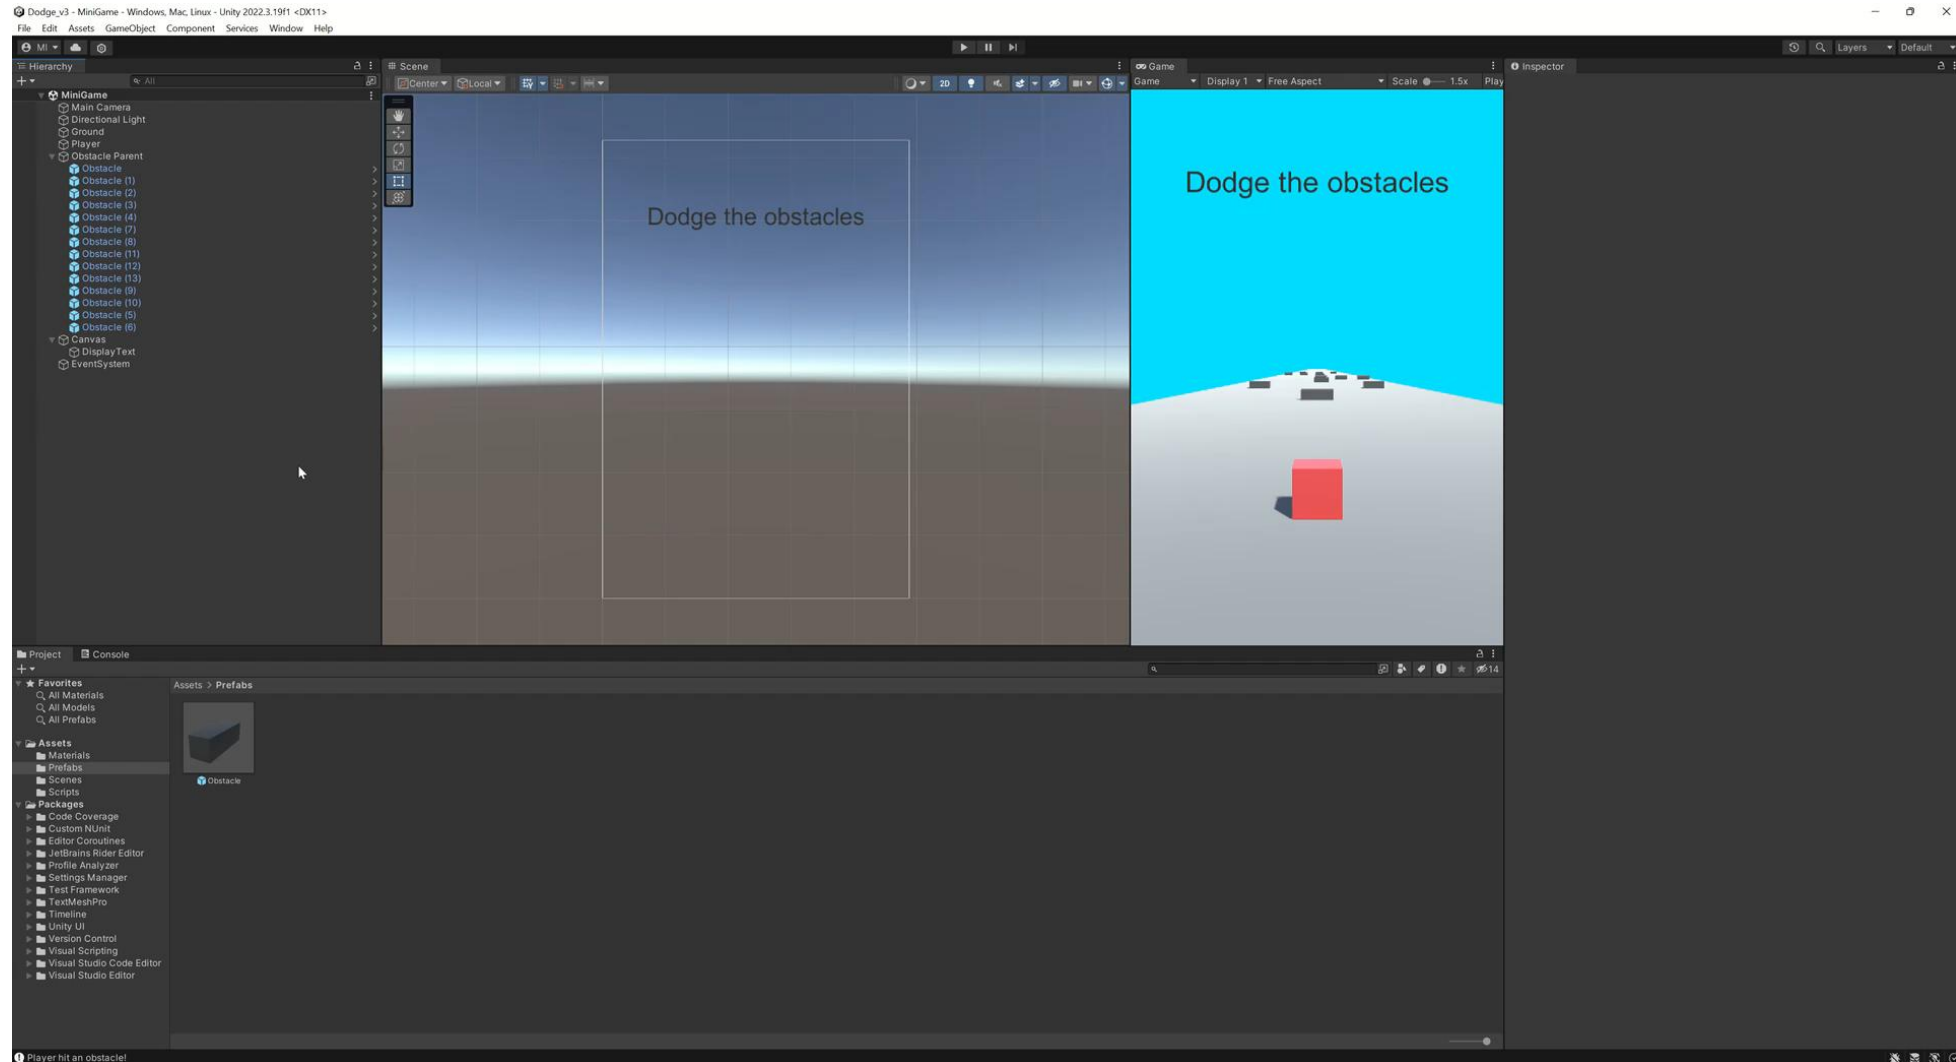 Dodge_v3 - MiniGame - Windows, Mac, Linux - Unity 2022.3.19f1 <DX11>
File Edit Assets GameObject Component Services Window Help
MI
Layers Default
Hierarchy
All
MiniGame
Main Camera
Directional Light
Ground
Player
Obstacle Parent
Obstacle
Obstacle (1)
Obstacle (2)
Obstacle (3)
Obstacle (4)
Obstacle (7)
Obstacle (8)
Obstacle (11)
Obstacle (12)
Obstacle (13)
Obstacle (9)
Obstacle (10)
Obstacle (5)
Obstacle (6)
Canvas
DisplayText
EventSystem
Scene
Center Local
2D
Dodge the obstacles
Game
Game Display 1 Free Aspect Scale 1.5x Play
Dodge the obstacles
Inspector
Project Console
14
Favorites
All Materials
All Models
All Prefabs
Assets
Materials
Prefabs
Scenes
Scripts
Packages
Code Coverage
Custom NUnit
Editor Coroutines
JetBrains Rider Editor
Profile Analyzer
Settings Manager
Test Framework
TextMeshPro
Timeline
Unity UI
Version Control
Visual Scripting
Visual Studio Code Editor
Visual Studio Editor
Assets > Prefabs
Obstacle
Player hit an obstacle!